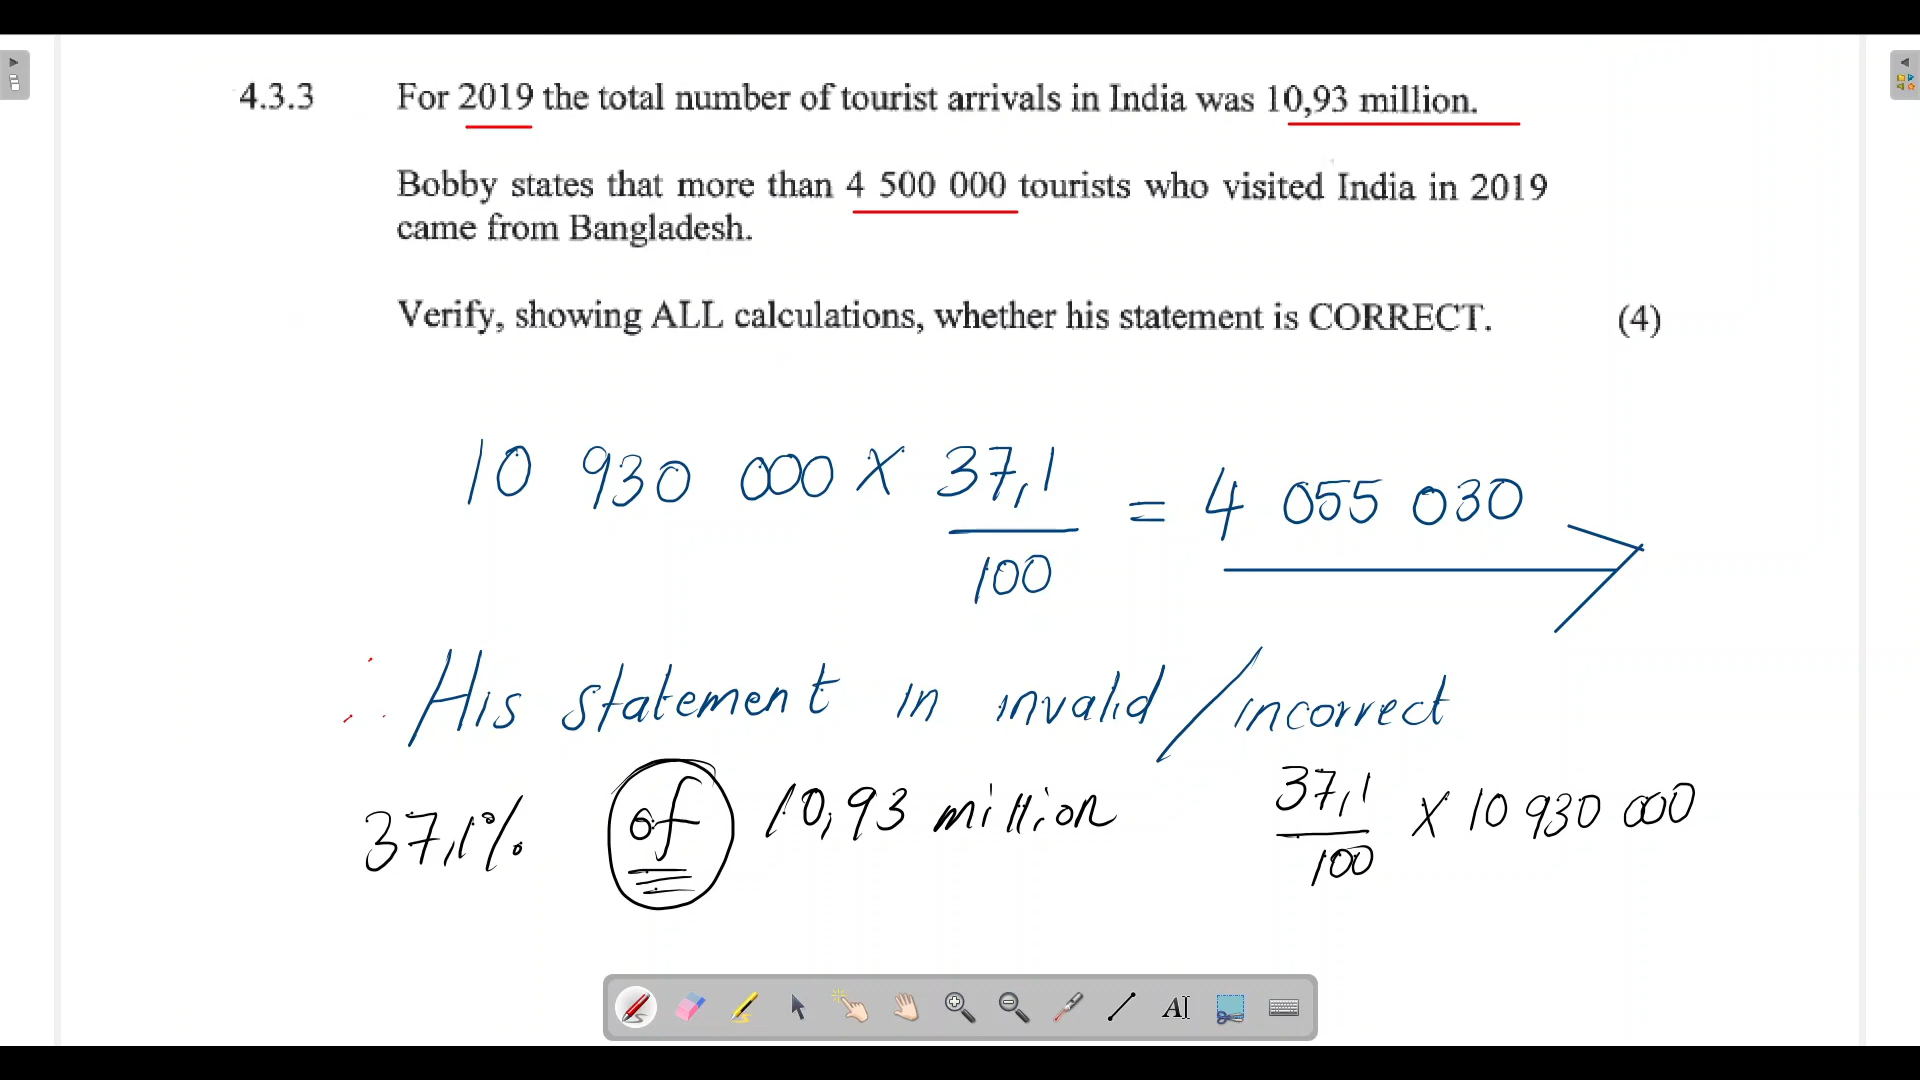 4.3.3 For 2019 the total number of tourist arrivals in India was 10,93 million.
Bobby states that more than 4 500 000 tourists who visited India in 2019
came from Bangladesh.
Verify, showing ALL calculations, whether his statement is CORRECT. (4)
10 930 000 X 37,1
100
= 4 055 030
His statement in invalid / incorrect
37,1% of 10,93 million
37,1
100
X 10 930 000
AI